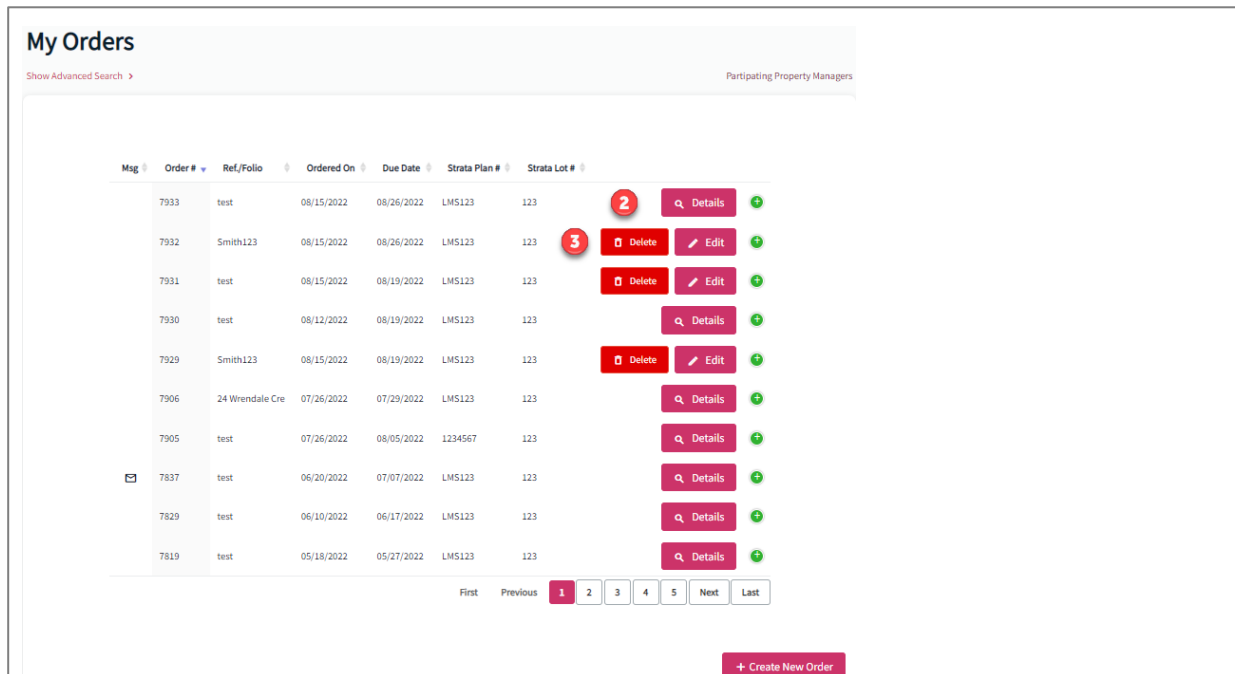 My Orders
Show Advanced Search >
Partipating Property Managers
Msg Order # Ref./Folio Ordered On Due Date Strata Plan # Strata Lot #
7933 test 08/15/2022 08/26/2022 LMS123 123 2 Details
7932 Smith123 08/15/2022 08/26/2022 LMS123 123 3 Delete Edit
7931 test 08/15/2022 08/19/2022 LMS123 123 Delete Edit
7930 test 08/12/2022 08/19/2022 LMS123 123 Details
7929 Smith123 08/15/2022 08/19/2022 LMS123 123 Delete Edit
7906 24 Wrendale Cre 07/26/2022 07/29/2022 LMS123 123 Details
7905 test 07/26/2022 08/05/2022 1234567 123 Details
7837 test 06/20/2022 07/07/2022 LMS123 123 Details
7829 test 06/10/2022 06/17/2022 LMS123 123 Details
7819 test 05/18/2022 05/27/2022 LMS123 123 Details
First Previous 1 2 3 4 5 Next Last
+ Create New Order